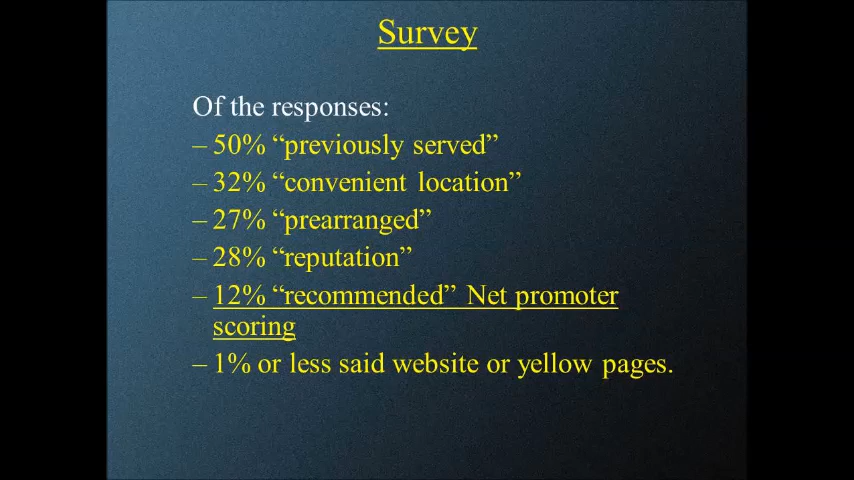 Survey
Of the responses:
– 50% “previously served”
– 32% “convenient location”
– 27% “prearranged”
– 28% “reputation”
– 12% “recommended” Net promoter
scoring
– 1% or less said website or yellow pages.